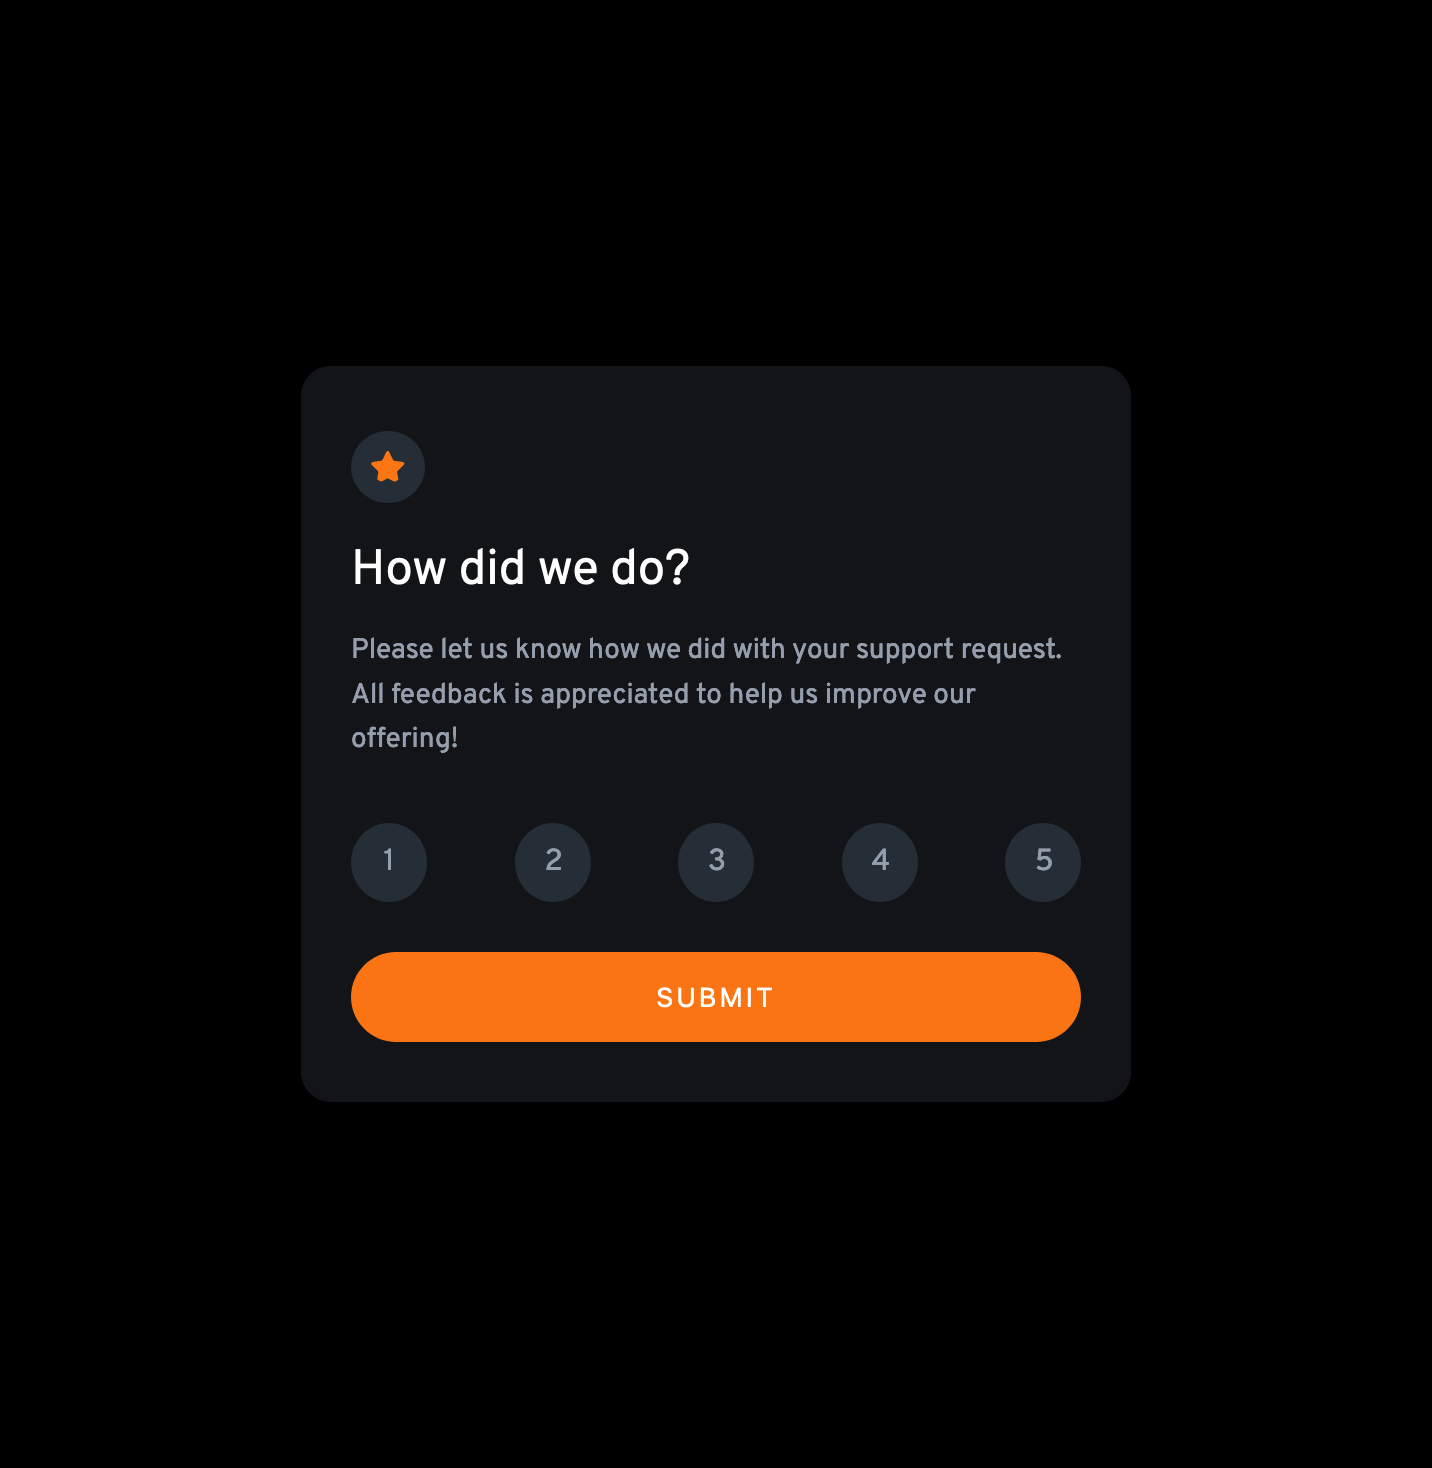 How did we do?
Please let us know how we did with your support request.
All feedback is appreciated to help us improve our
offering!
1 2 3 4 5
SUBMIT